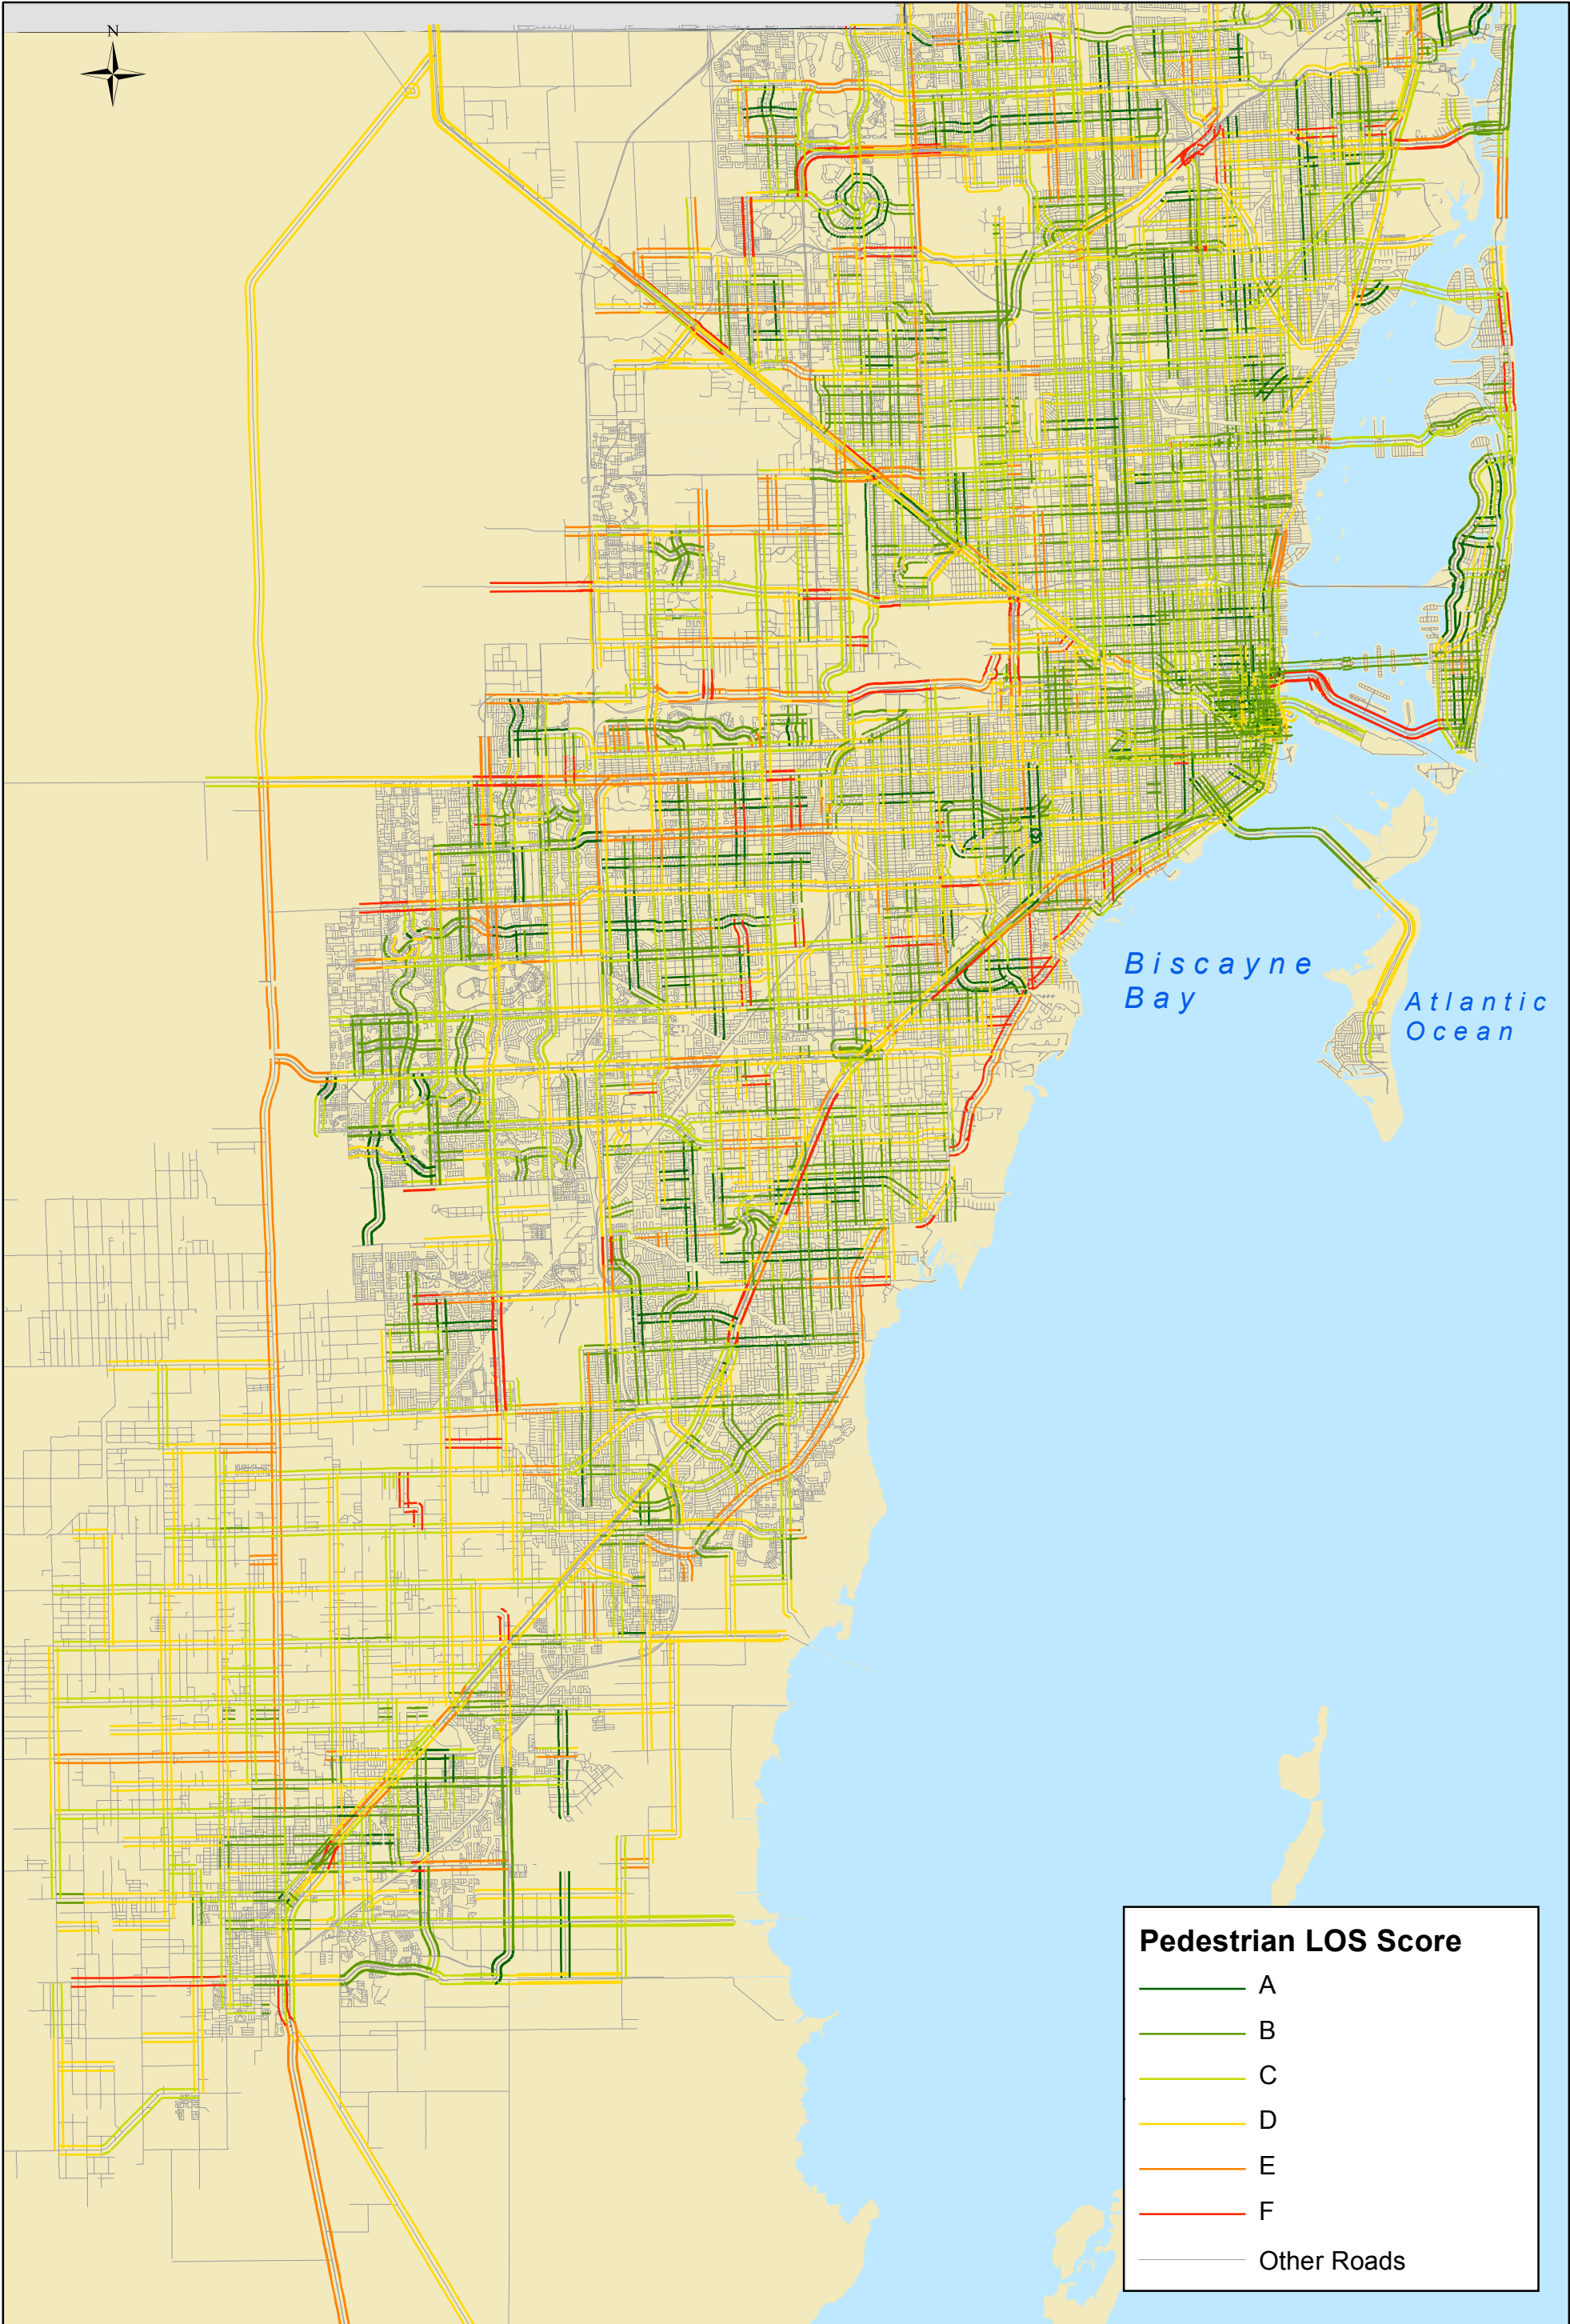 N
Biscayne
Bay
Atlantic
Ocean
Pedestrian LOS Score
A
B
C
D
E
F
Other Roads